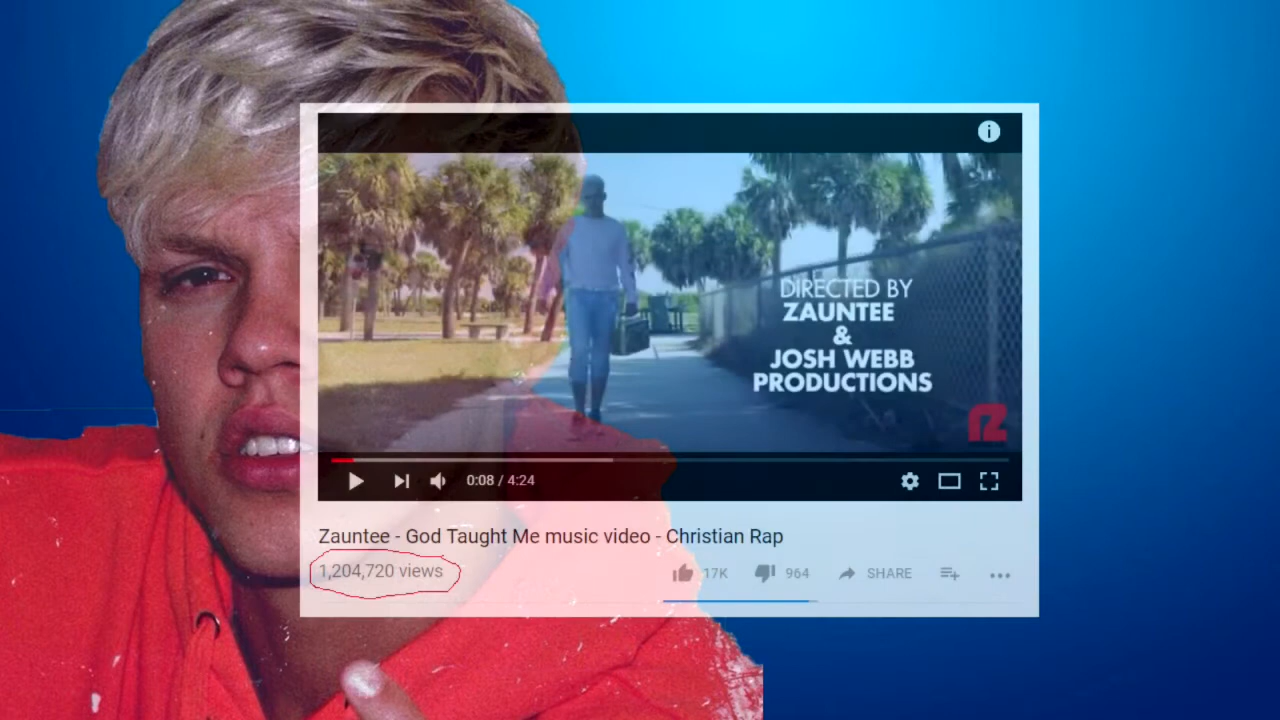 DIRECTED BY
ZAUNTEE
&
JOSH WEBB
PRODUCTIONS
0:08 / 4:24
Zauntee - God Taught Me music video - Christian Rap
1,204,720 views
17K 964 SHARE